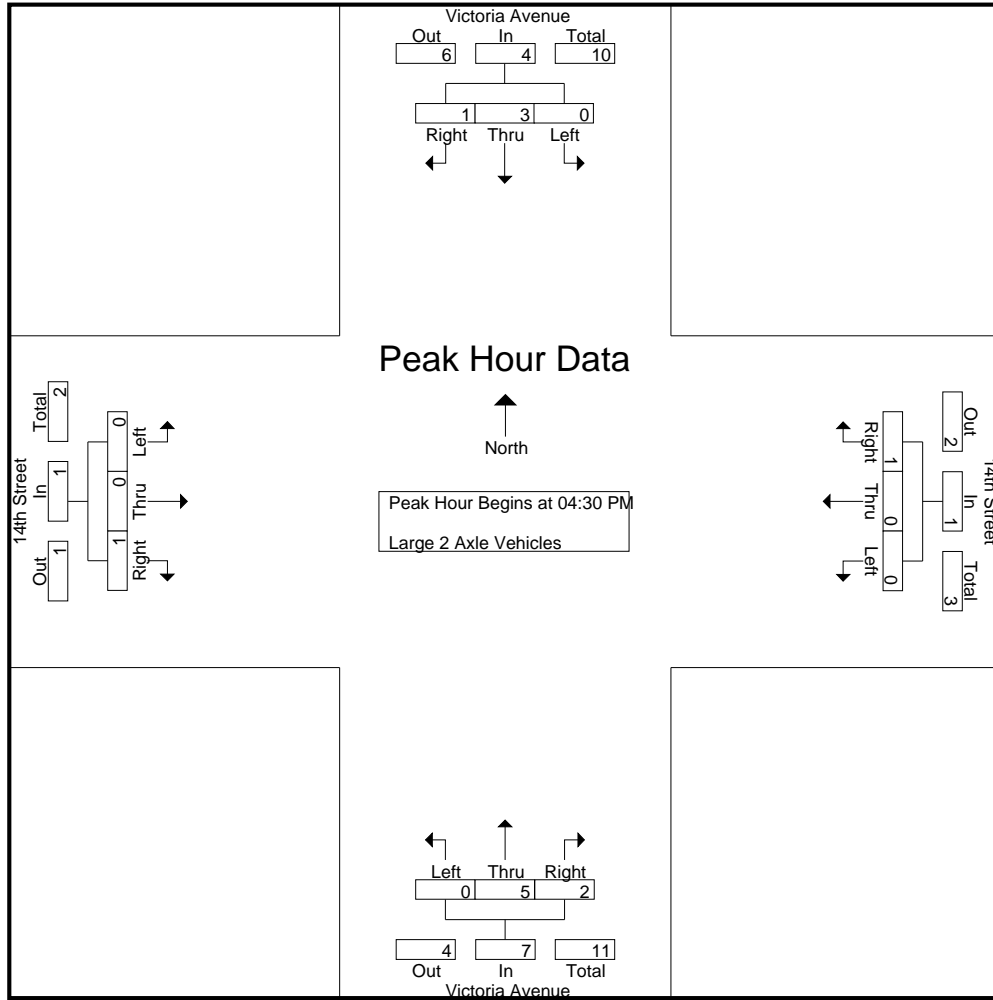 Victoria Avenue
Out In Total
6 4 10
1 3 0
Right Thru Left
Peak Hour Data
North
Peak Hour Begins at 04:30 PM
Large 2 Axle Vehicles
14th Street
Total In Out
2 1 1
0 0 1
Left Thru Right
14th Street
Out In Total
2 1 3
1 0 0
Right Thru Left
Left Thru Right
0 5 2
4 7 11
Out In Total
Victoria Avenue